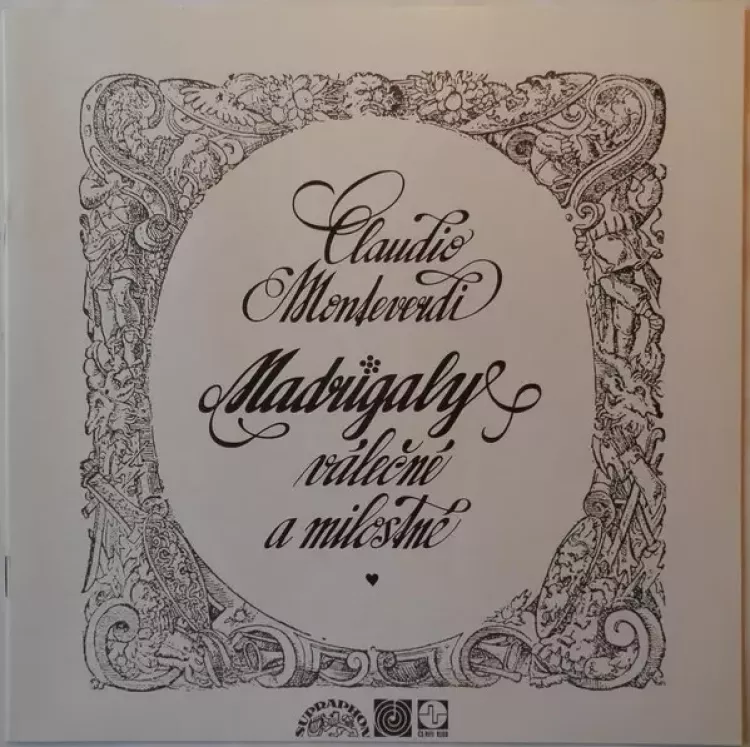 Claudio
Monteverdi
Madrigaly
válečné
a milostné
SUPRAPHON